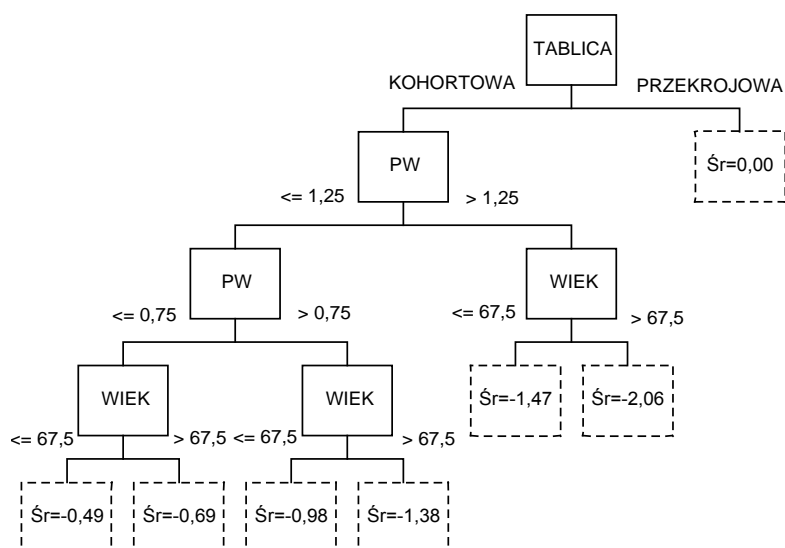 TABLICA
KOHORTOWA PRZEKROJOWA
PW Śr=0,00
<= 1,25 > 1,25
PW WIEK
<= 0,75 > 0,75 <= 67,5 > 67,5
WIEK WIEK Śr=-1,47 Śr=-2,06
<= 67,5 > 67,5 <= 67,5 > 67,5
Śr=-0,49 Śr=-0,69 Śr=-0,98 Śr=-1,38